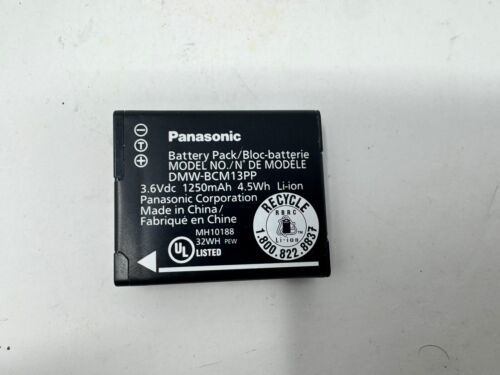 Panasonic
Battery Pack/Bloc-batterie
MODEL NO./N° DE MODÈLE
DMW-BCM13PP
3.6Vdc 1250mAh 4.5Wh Li-ion
Panasonic Corporation
Made in China/
Fabriqué en Chine
MH10188
32WH PEW
UL
LISTED
RECYCLE
RBRC
Li-ion
1.800.822.8837